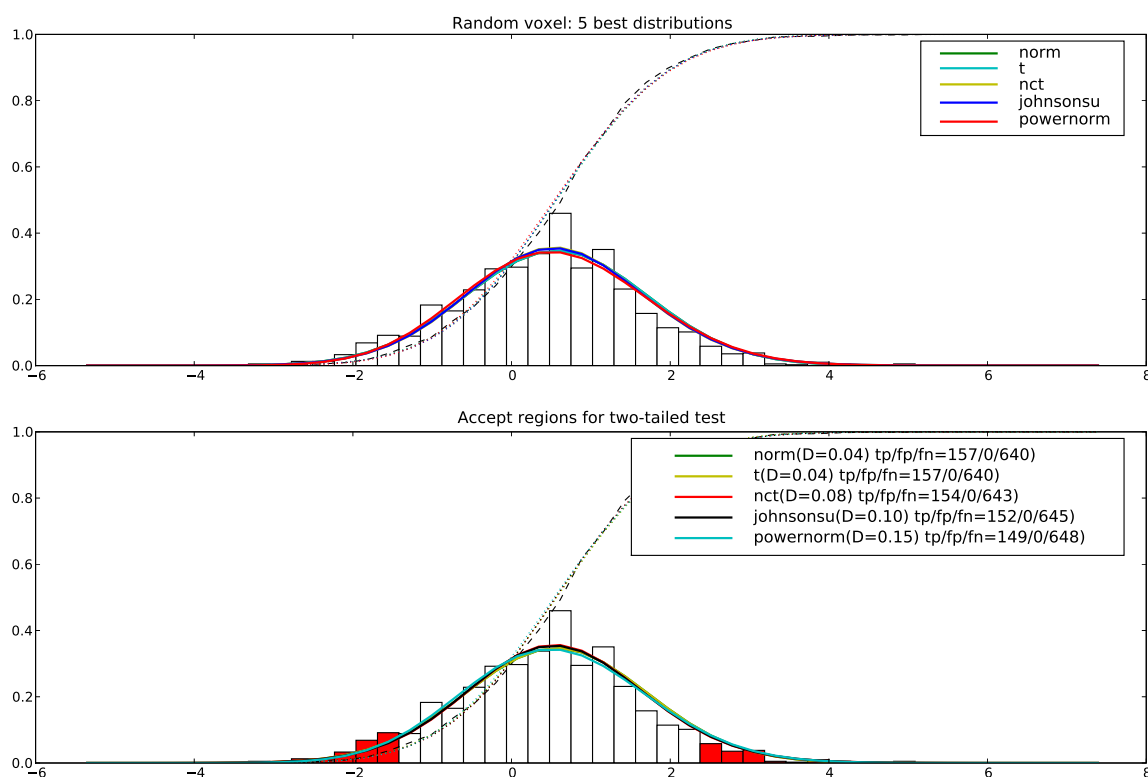 Random voxel: 5 best distributions
1.0
0.8
0.6
0.4
0.2
0.0
−6
−4
−2
0
2
4
6
8
norm
t
nct
johnsonsu
powernorm
Accept regions for two-tailed test
1.0
0.8
0.6
0.4
0.2
0.0
−6
−4
−2
0
2
4
6
8
norm(D=0.04) tp/fp/fn=157/0/640)
t(D=0.04) tp/fp/fn=157/0/640)
nct(D=0.08) tp/fp/fn=154/0/643)
johnsonsu(D=0.10) tp/fp/fn=152/0/645)
powernorm(D=0.15) tp/fp/fn=149/0/648)